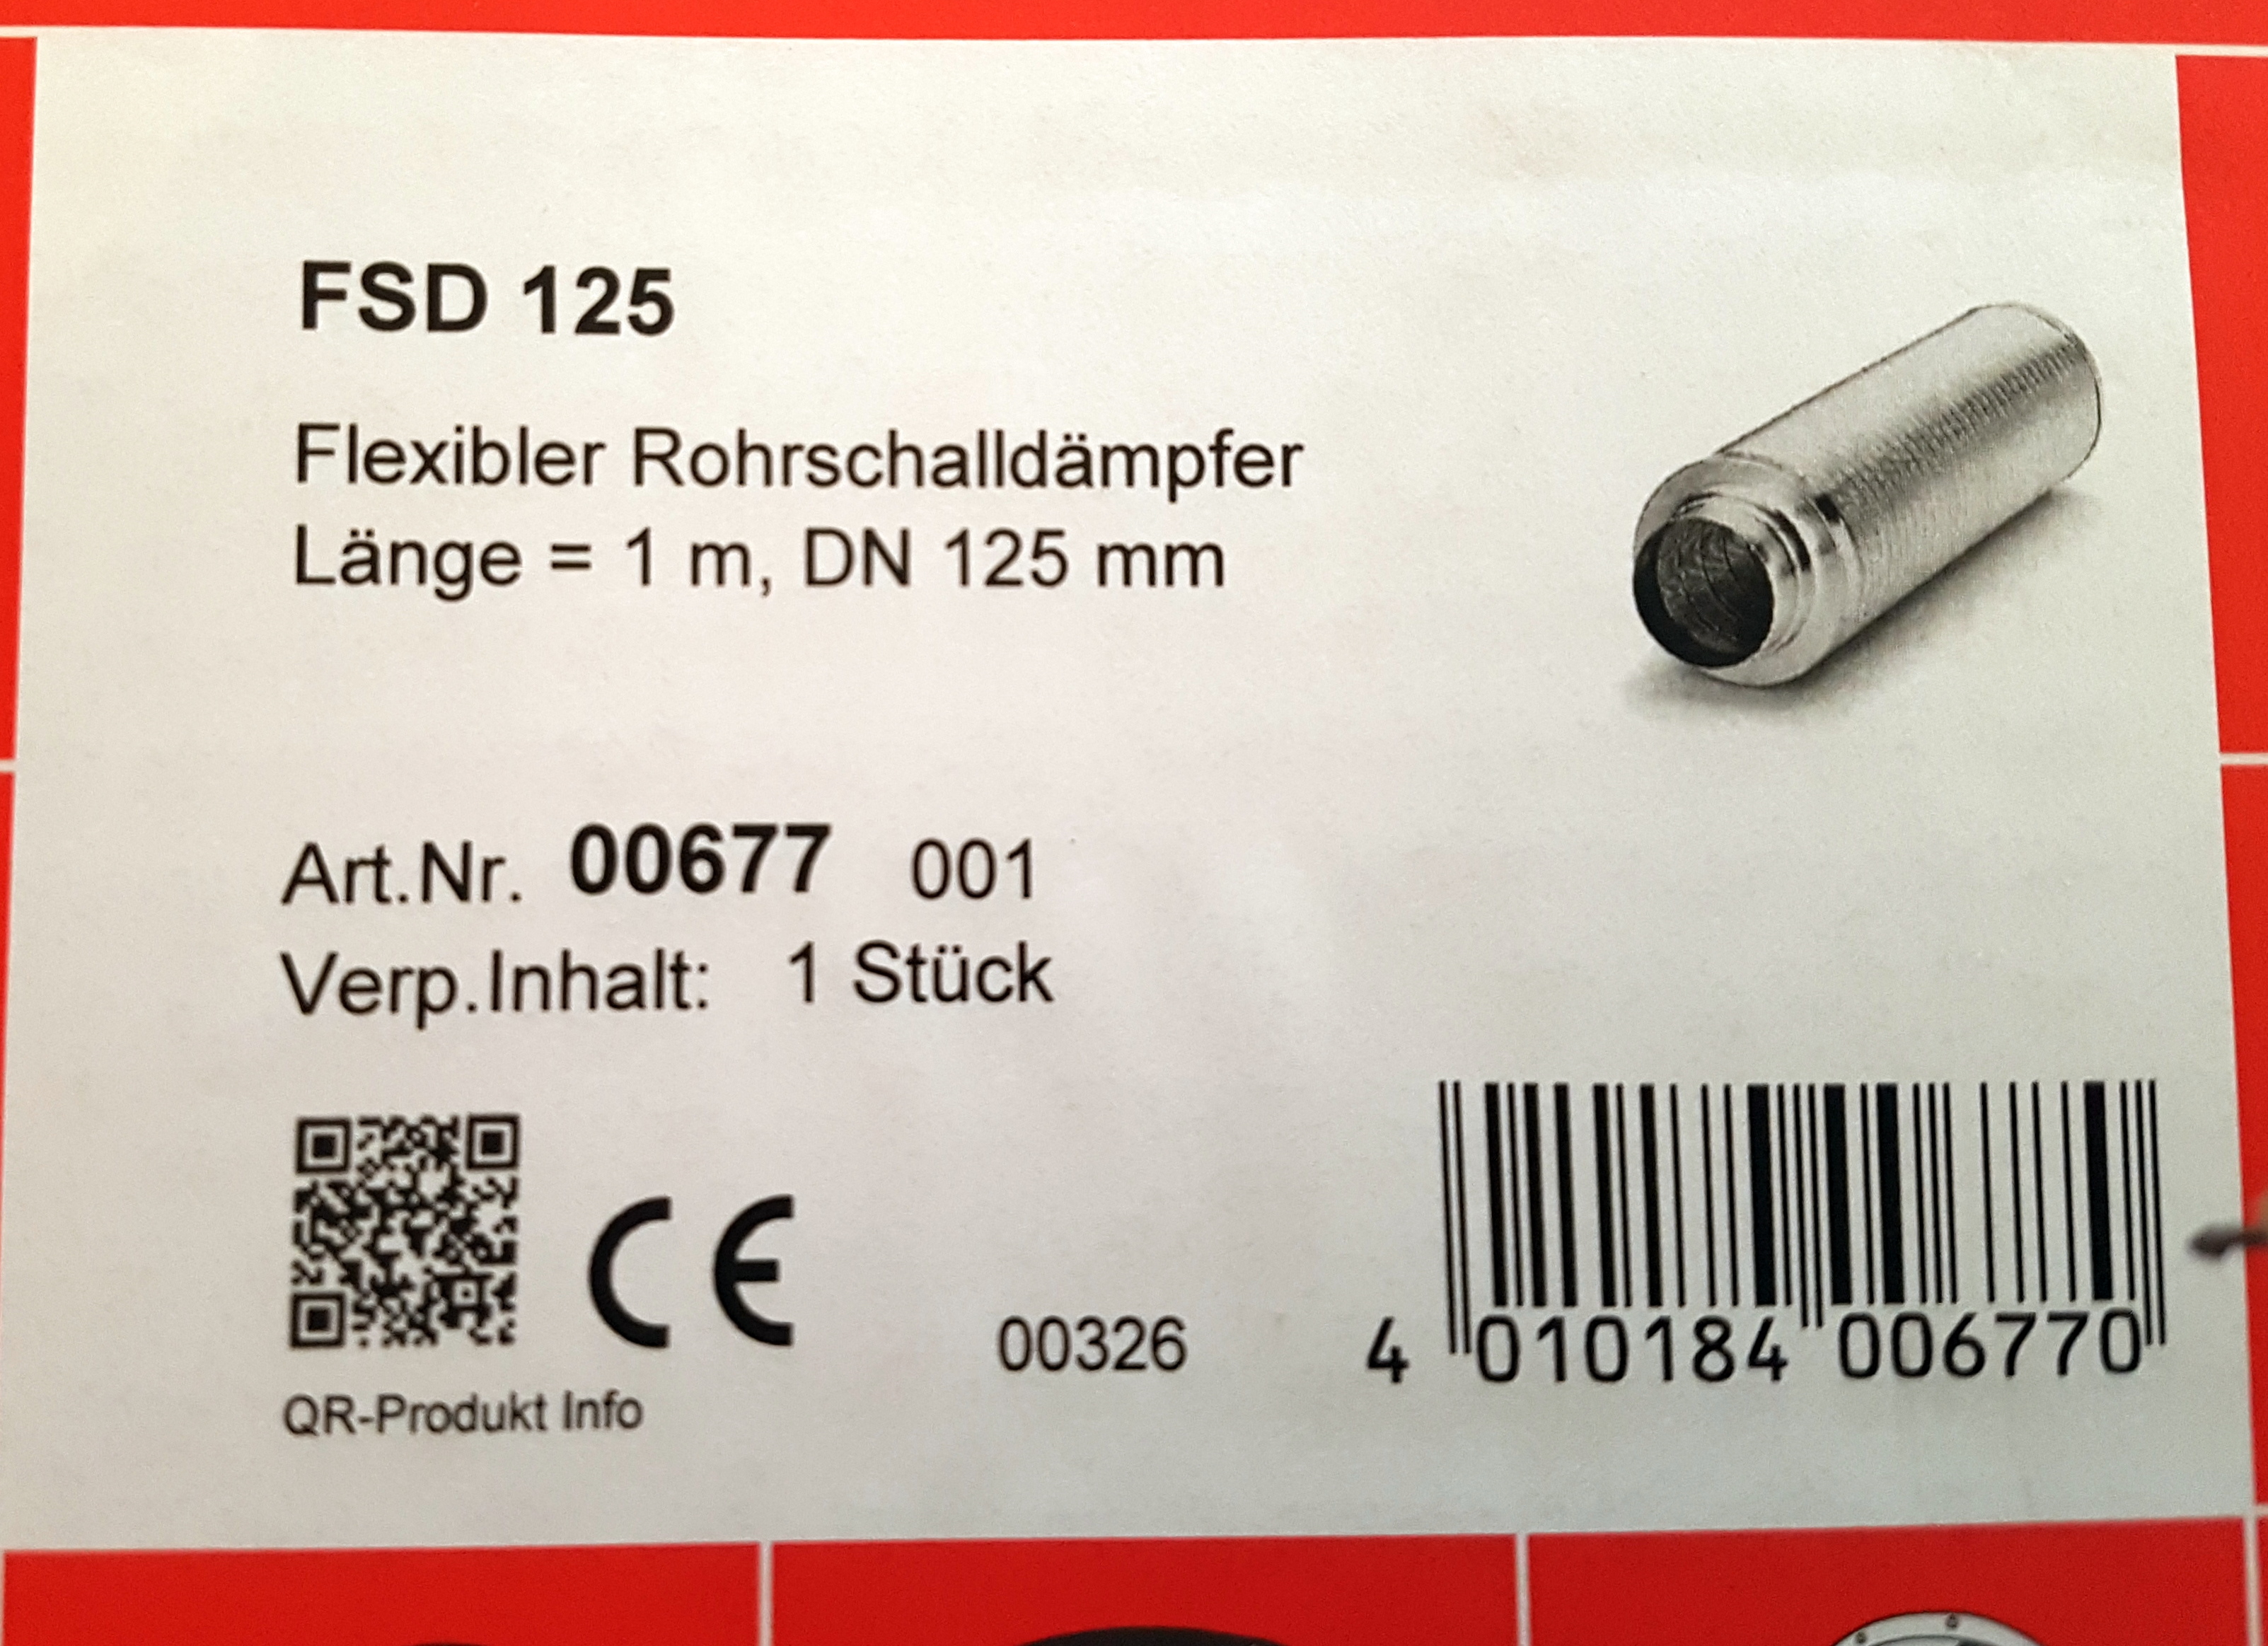 FSD 125
Flexibler Rohrschalldämpfer
Länge = 1 m, DN 125 mm
Art.Nr. 00677 001
Verp.Inhalt: 1 Stück
CE
00326
4 010184 006770
QR-Produkt Info